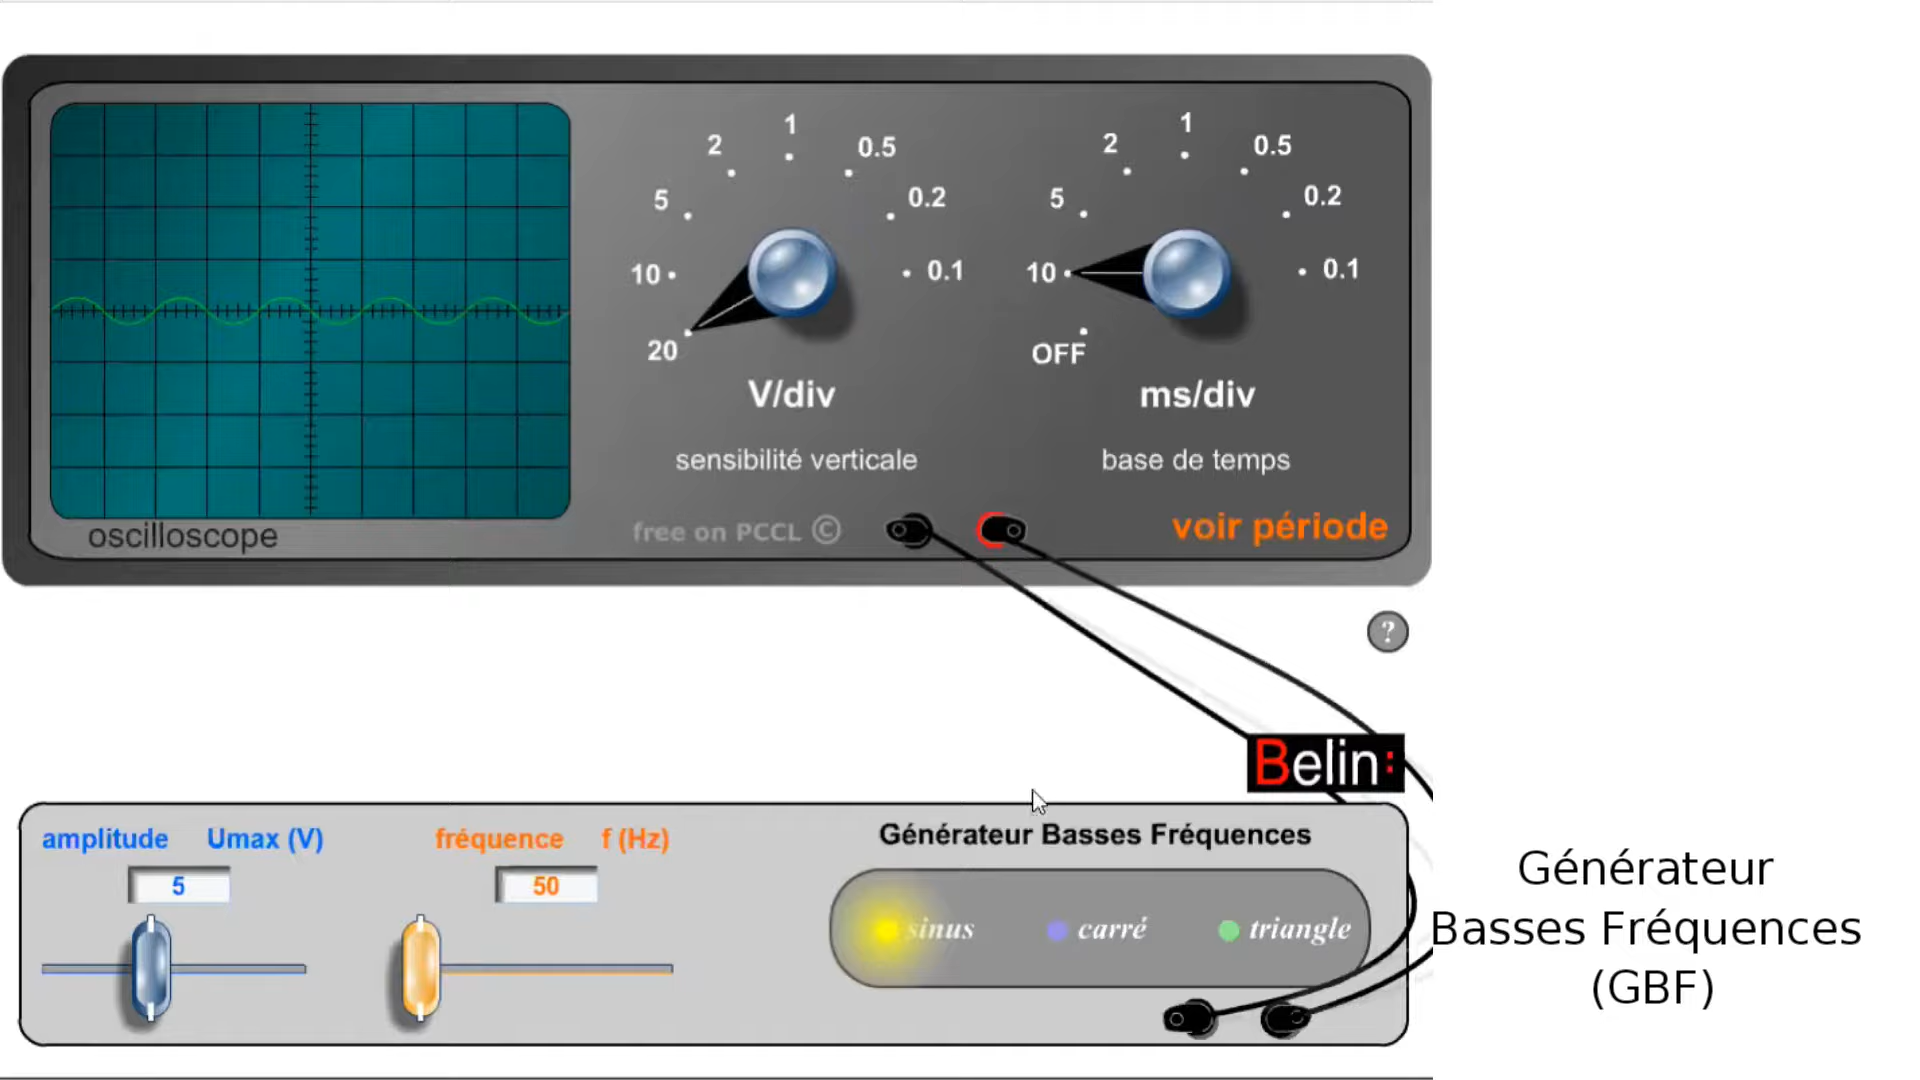 1
2
0.5
5
0.2
10
0.1
20
V/div
sensibilité verticale
1
2
0.5
5
0.2
10
0.1
OFF
ms/div
base de temps
oscilloscope
free on PCCL ©
voir période
?
Belin:
amplitude Umax (V)
5
fréquence f (Hz)
50
Générateur Basses Fréquences
sinus carré triangle
Générateur
Basses Fréquences
(GBF)